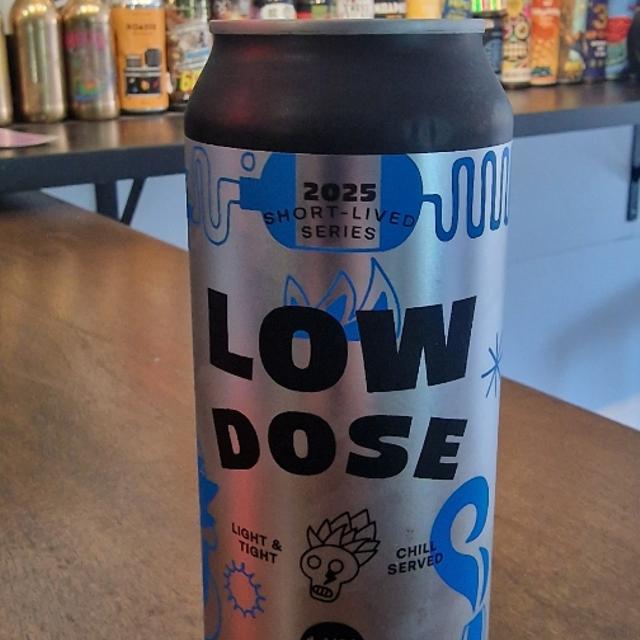 2025
SHORT-LIVED
SERIES
LOW
DOSE
LIGHT &
TIGHT
CHILL
SERVED